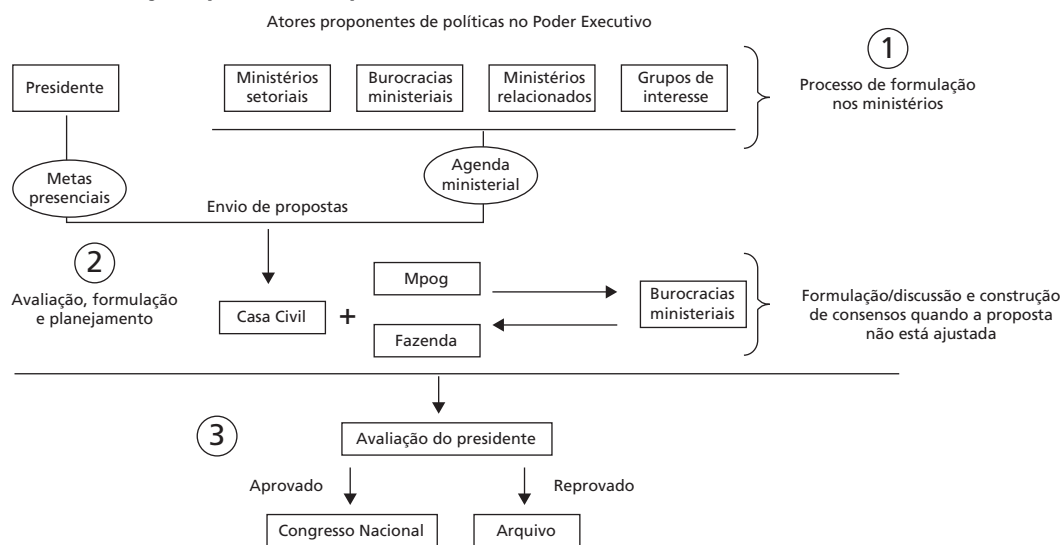 Atores proponentes de políticas no Poder Executivo
1
Processo de formulação
nos ministérios
Presidente
Ministérios
setoriais
Burocracias
ministeriais
Ministérios
relacionados
Grupos de
interesse
Metas
presenciais
Agenda
ministerial
Envio de propostas
2
Avaliação, formulação
e planejamento
Casa Civil
+
Mpog
Fazenda
Burocracias
ministeriais
Formulação/discussão e construção
de consensos quando a proposta
não está ajustada
3
Avaliação do presidente
Aprovado
Reprovado
Congresso Nacional
Arquivo